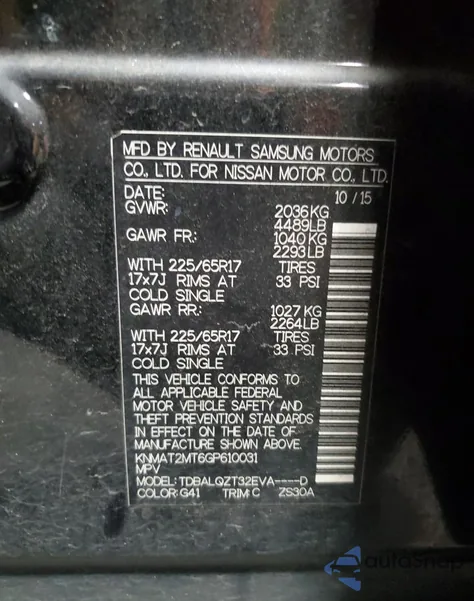 MFD BY RENAULT SAMSUNG MOTORS
CO., LTD. FOR NISSAN MOTOR CO., LTD.
DATE: 10 / 15
GVWR: 2036KG
4489LB
GAWR FR.: 1040 KG
2293LB
WITH 225/65R17 TIRES
17x7J RIMS AT 33 PSI
COLD SINGLE
GAWR RR.: 1027 KG
2264LB
WITH 225/65R17 TIRES
17x7J RIMS AT 33 PSI
COLD SINGLE
THIS VEHICLE CONFORMS TO
ALL APPLICABLE FEDERAL
MOTOR VEHICLE SAFETY AND
THEFT PREVENTION STANDARDS
IN EFFECT ON THE DATE OF
MANUFACTURE SHOWN ABOVE.
KNMAT2MT6GP610031
MPV
MODEL: TDBALQZT32EVA----D
COLOR: G41 TRIM: C ZS30A
autoSnap